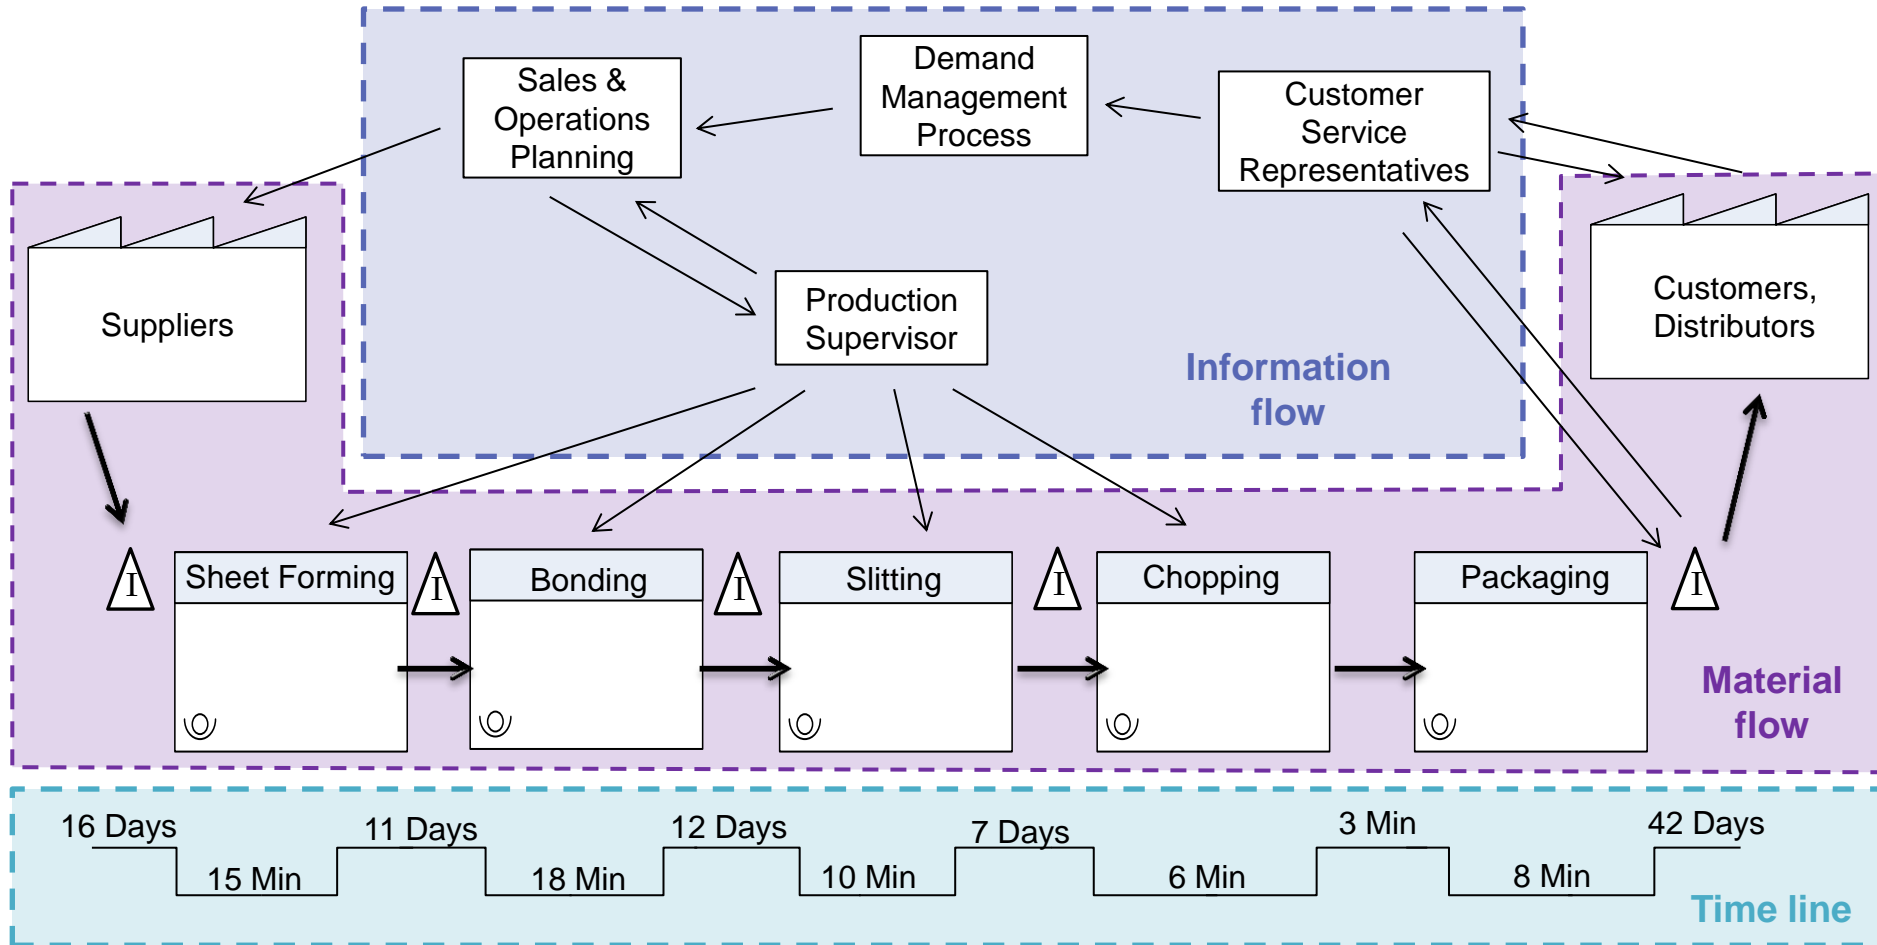 Sales &
Operations
Planning
Demand
Management
Process
Customer
Service
Representatives
Suppliers
Production
Supervisor
Customers,
Distributors
Information
flow
I
Sheet Forming
I
Bonding
I
Slitting
I
Chopping
Packaging
I
Material
flow
16 Days
11 Days
12 Days
7 Days
3 Min
42 Days
15 Min
18 Min
10 Min
6 Min
8 Min
Time line